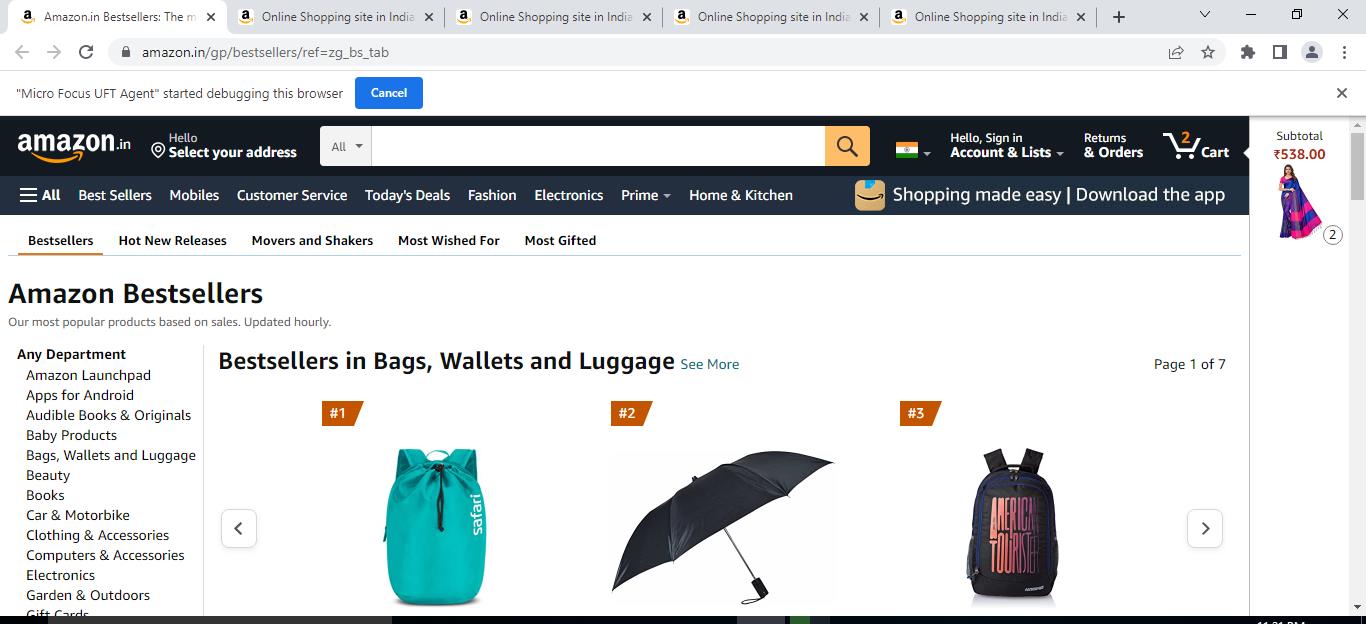 Amazon.in Bestsellers: The m
Online Shopping site in India
Online Shopping site in India
Online Shopping site in India
Online Shopping site in India
amazon.in/gp/bestsellers/ref=zg_bs_tab
"Micro Focus UFT Agent" started debugging this browser
Cancel
amazon.in
Hello
Select your address
All
Hello, Sign in
Account & Lists
Returns
& Orders
2
Cart
Subtotal
₹538.00
2
All
Best Sellers
Mobiles
Customer Service
Today's Deals
Fashion
Electronics
Prime
Home & Kitchen
Shopping made easy | Download the app
Bestsellers
Hot New Releases
Movers and Shakers
Most Wished For
Most Gifted
Amazon Bestsellers
Our most popular products based on sales. Updated hourly.
Any Department
Amazon Launchpad
Apps for Android
Audible Books & Originals
Baby Products
Bags, Wallets and Luggage
Beauty
Books
Car & Motorbike
Clothing & Accessories
Computers & Accessories
Electronics
Garden & Outdoors
Gift Cards
Bestsellers in Bags, Wallets and Luggage See More
Page 1 of 7
#1
#2
#3
safari
AMERICAN
TOURISTER